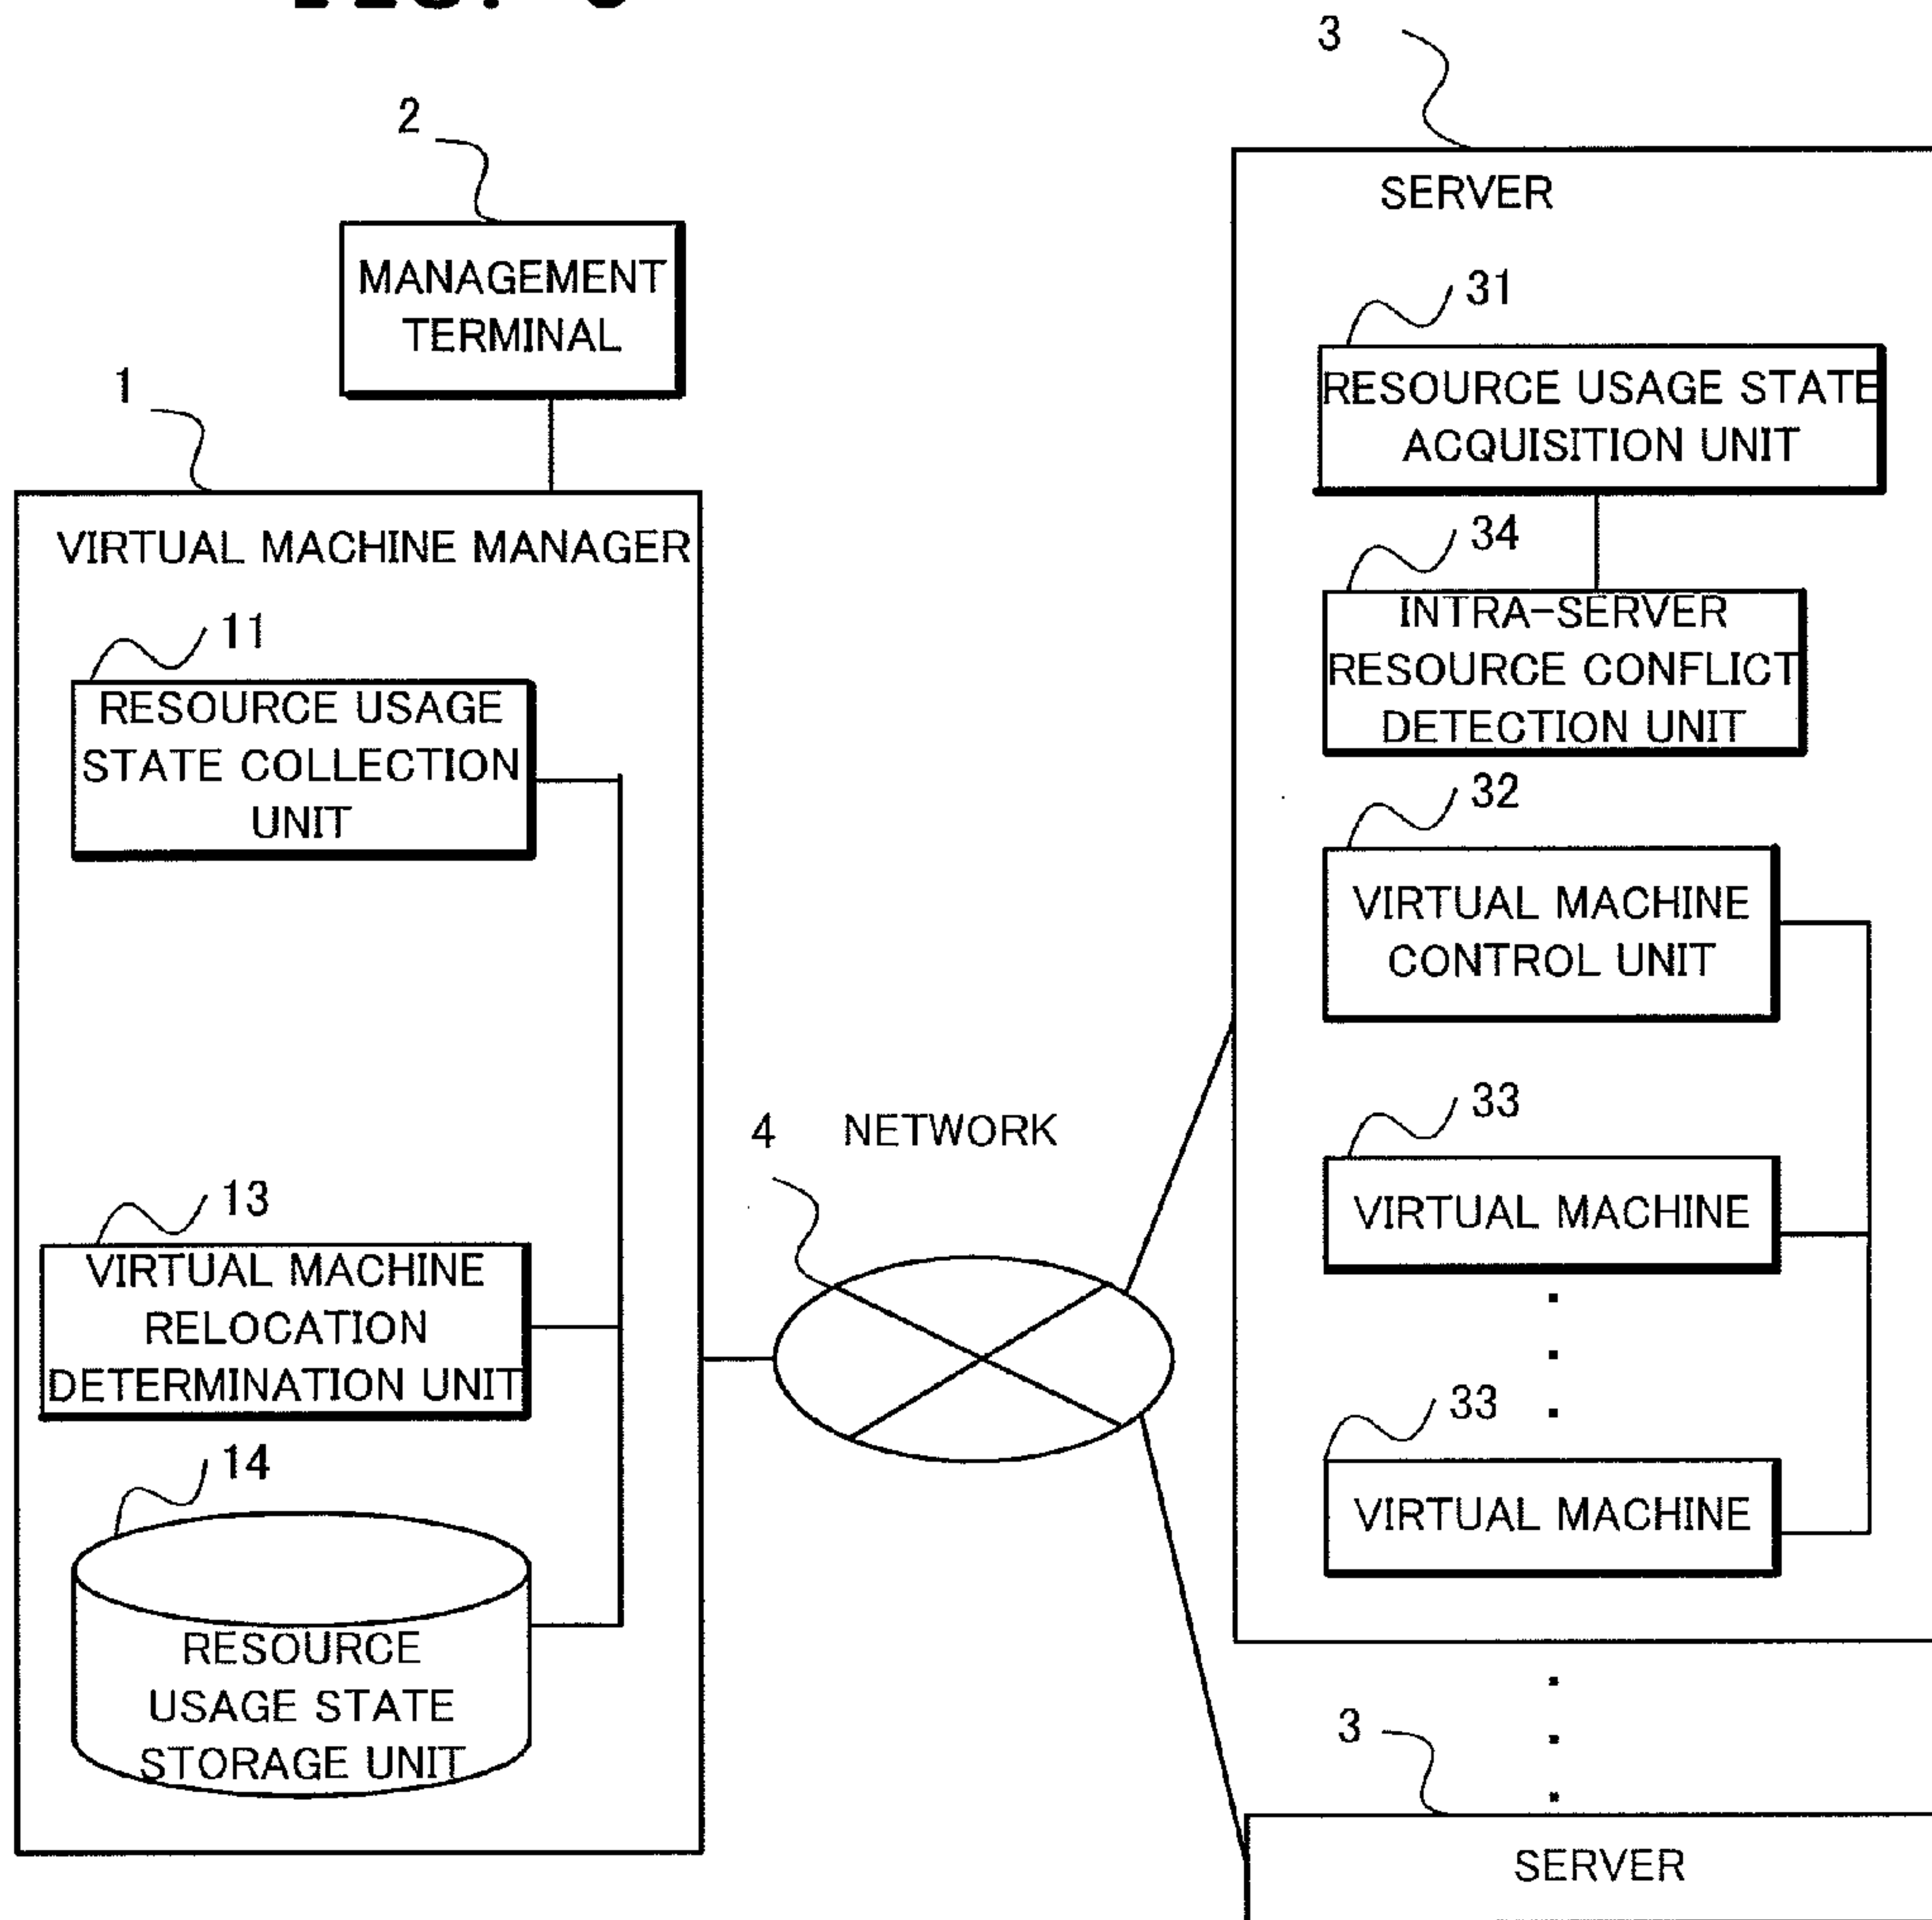 2
MANAGEMENT
TERMINAL
1
VIRTUAL MACHINE MANAGER
11
RESOURCE USAGE
STATE COLLECTION
UNIT
13
VIRTUAL MACHINE
RELOCATION
DETERMINATION UNIT
14
RESOURCE
USAGE STATE
STORAGE UNIT
4 NETWORK
3
SERVER
31
RESOURCE USAGE STATE
ACQUISITION UNIT
34
INTRA-SERVER
RESOURCE CONFLICT
DETECTION UNIT
32
VIRTUAL MACHINE
CONTROL UNIT
33
VIRTUAL MACHINE
33
VIRTUAL MACHINE
3
SERVER